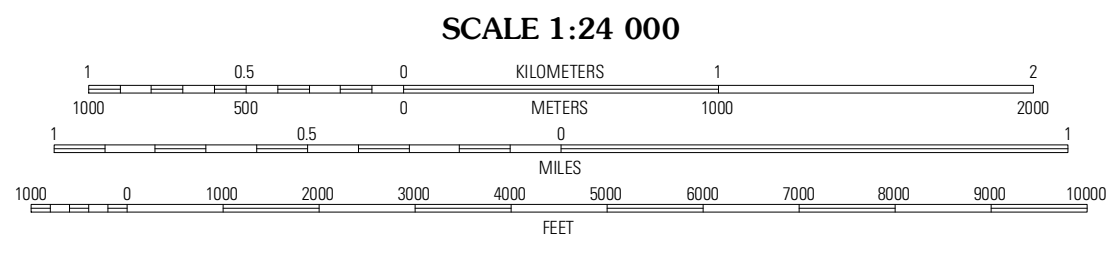 SCALE 1:24 000
1 0.5 0 KILOMETERS 1 2
1000 500 0 METERS 1000 2000
1 0.5 0 1
MILES
1000 0 1000 2000 3000 4000 5000 6000 7000 8000 9000 10000
FEET